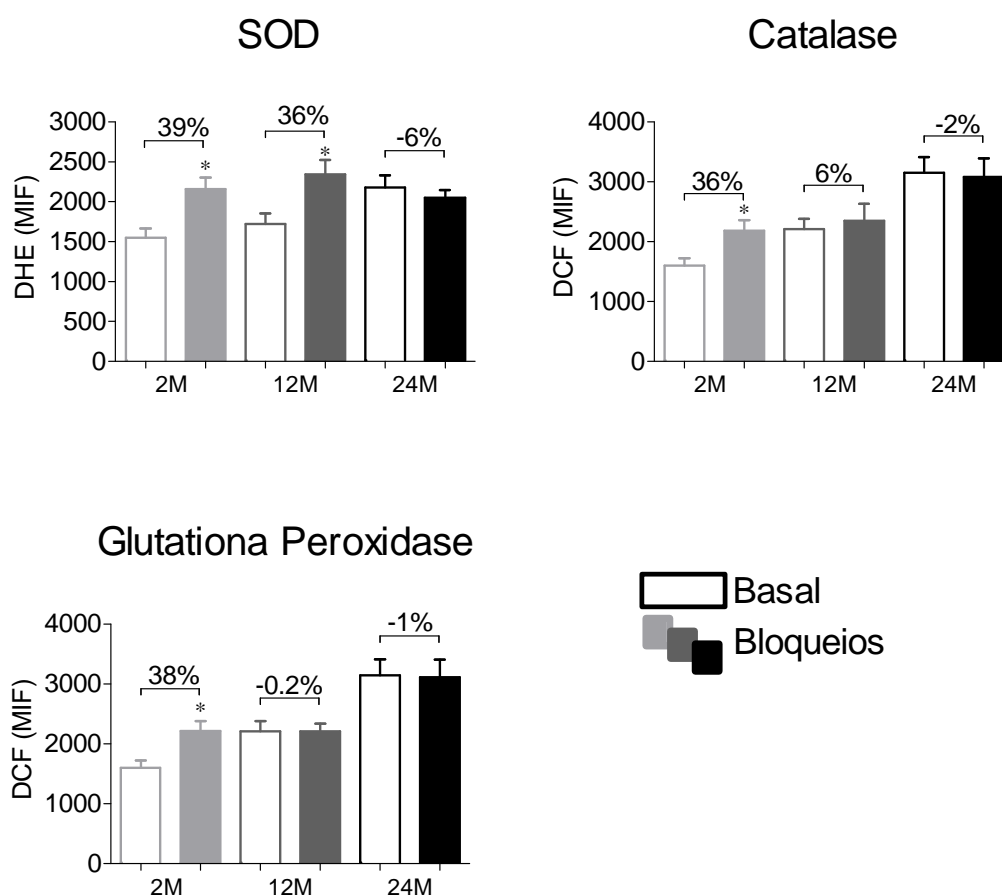 SOD
DHE (MIF)
3000
2500
2000
1500
1000
500
0
39%
*
36%
*
-6%
2M
12M
24M
Catalase
DCF (MIF)
4000
3000
2000
1000
0
36%
*
6%
-2%
2M
12M
24M
Glutationa Peroxidase
DCF (MIF)
4000
3000
2000
1000
0
38%
*
-0.2%
-1%
2M
12M
24M
Basal
Bloqueios